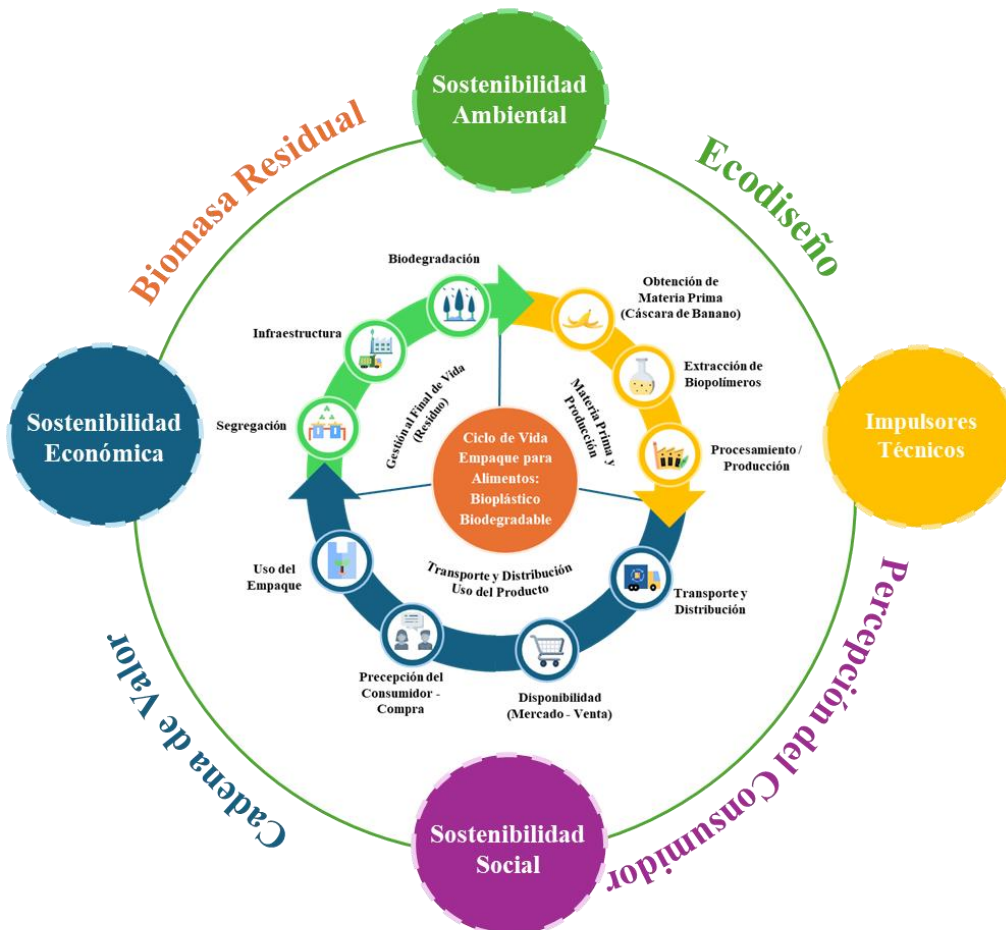 Sostenibilidad
Ambiental
Biomasa Residual
Ecodiseño
Biodegradación
Obtención de
Materia Prima
(Cáscara de Banano)
Infraestructura
Extracción de
Biopolímeros
Gestión al Final de Vida
(Residuo)
Materia Prima y
Producción
Sostenibilidad
Económica
Segregación
Ciclo de Vida
Empaque para
Alimentos:
Bioplástico
Biodegradable
Procesamiento /
Producción
Impulsores
Técnicos
Uso del
Empaque
Transporte y Distribución
Uso del Producto
Transporte y
Distribución
Precepción del
Consumidor -
Compra
Disponibilidad
(Mercado - Venta)
Cadena de Valor
Percepción del Consumidor
Sostenibilidad
Social